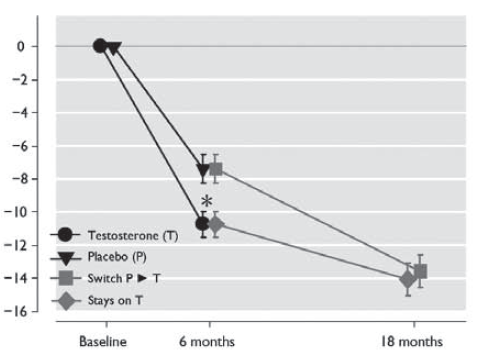 0
−2
−4
−6
−8
*
−10
Testosterone (T)
−12
Placebo (P)
−14
Switch P ► T
Stays on T
−16
Baseline 6 months 18 months